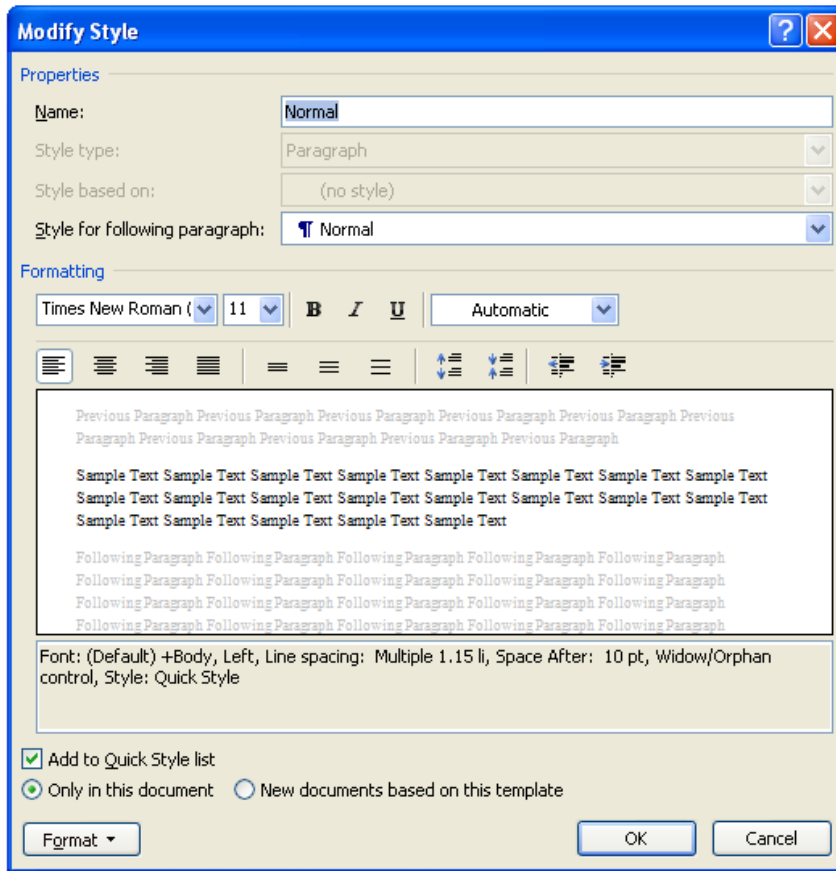 Modify Style
Properties
Name: Normal
Style type: Paragraph
Style based on: (no style)
Style for following paragraph: ¶ Normal
Formatting
Times New Roman ( 11 B I U Automatic
Previous Paragraph Previous Paragraph Previous Paragraph Previous Paragraph Previous Paragraph Previous
Paragraph Previous Paragraph Previous Paragraph Previous Paragraph Previous Paragraph
Sample Text Sample Text Sample Text Sample Text Sample Text Sample Text Sample Text Sample Text
Sample Text Sample Text Sample Text Sample Text Sample Text Sample Text Sample Text Sample Text
Sample Text Sample Text Sample Text Sample Text Sample Text
Following Paragraph Following Paragraph Following Paragraph Following Paragraph Following Paragraph
Following Paragraph Following Paragraph Following Paragraph Following Paragraph Following Paragraph
Following Paragraph Following Paragraph Following Paragraph Following Paragraph Following Paragraph
Following Paragraph Following Paragraph Following Paragraph Following Paragraph Following Paragraph
Font: (Default) +Body, Left, Line spacing: Multiple 1.15 li, Space After: 10 pt, Widow/Orphan
control, Style: Quick Style
Add to Quick Style list
Only in this document New documents based on this template
Format OK Cancel